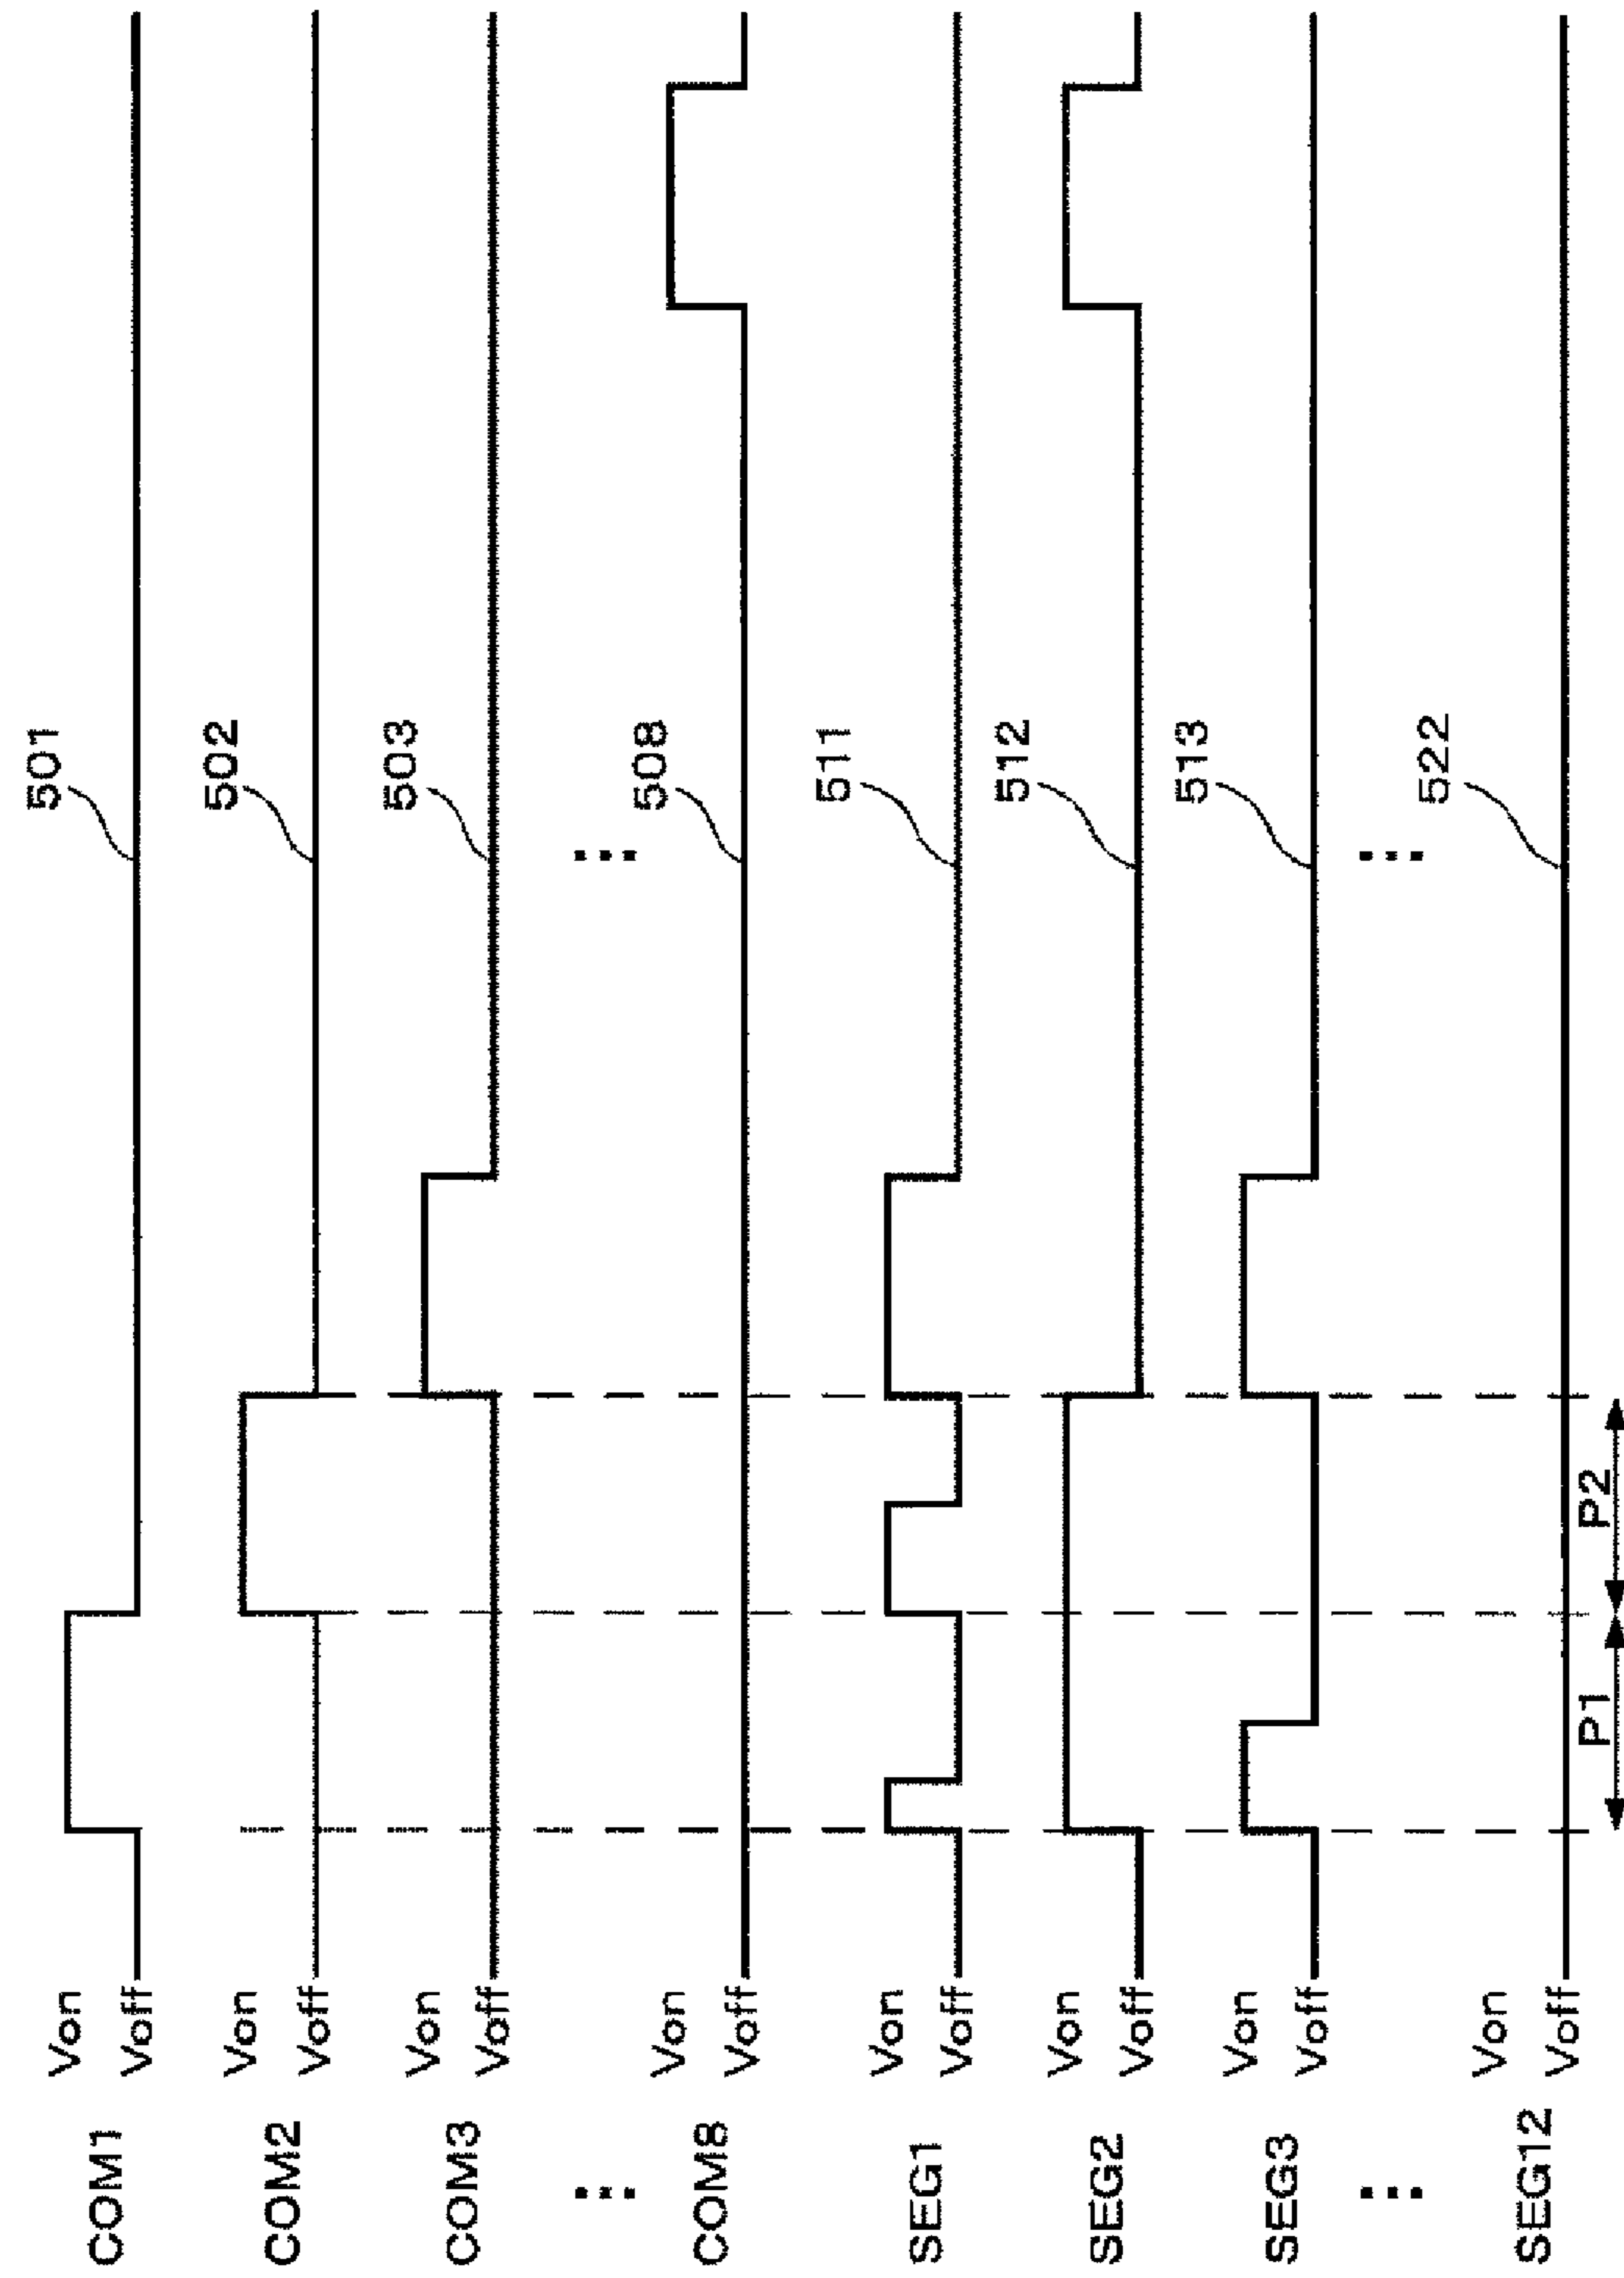 COM1 Von Voff 501
COM2 Von Voff 502
COM3 Von Voff 503
⋮ ⋮
COM8 Von Voff 508
SEG1 Von Voff 511
SEG2 Von Voff 512
SEG3 Von Voff 513
⋮ ⋮
SEG12 Von Voff 522
P1 P2